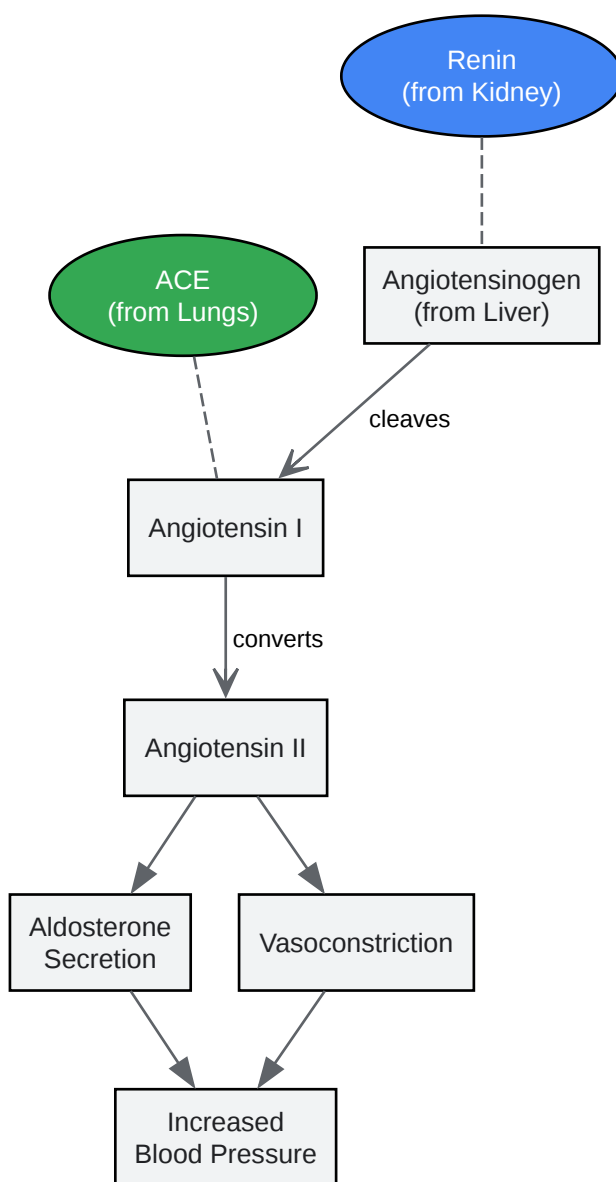 Renin
(from Kidney)
ACE
(from Lungs)
Angiotensinogen
(from Liver)
cleaves
Angiotensin I
converts
Angiotensin II
Aldosterone
Secretion
Vasoconstriction
Increased
Blood Pressure